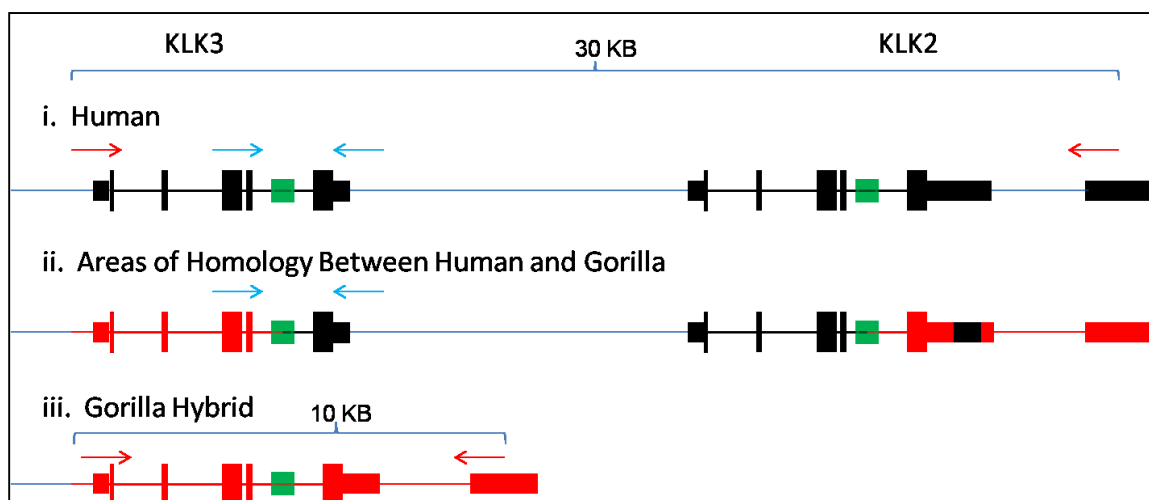 KLK3 30 KB KLK2
i. Human
ii. Areas of Homology Between Human and Gorilla
iii. Gorilla Hybrid 10 KB